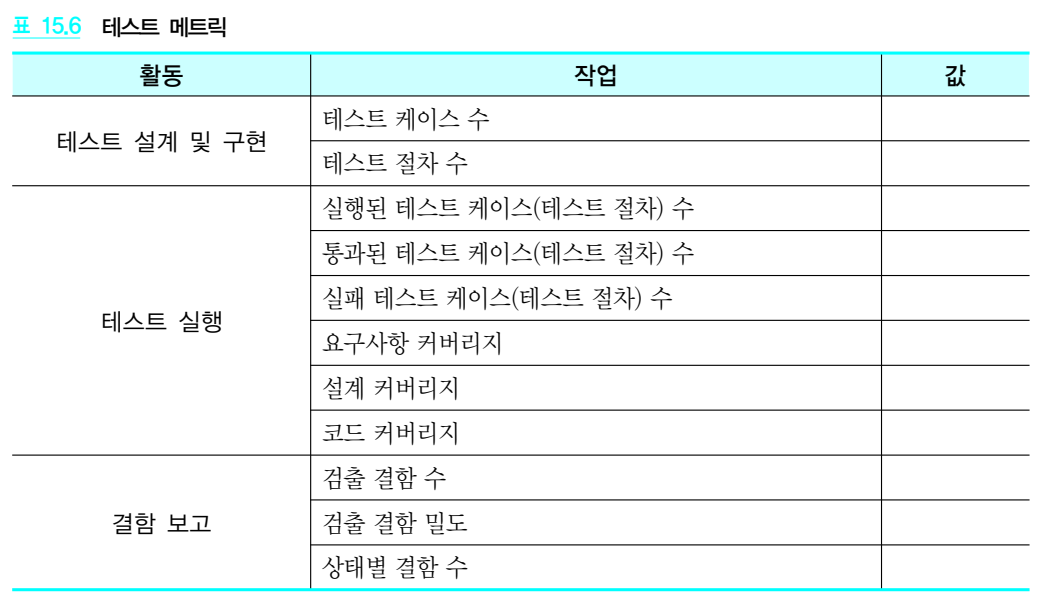 표 15.6 테스트 메트릭
활동 작업 값
테스트 설계 및 구현
테스트 케이스 수
테스트 절차 수
테스트 실행
실행된 테스트 케이스(테스트 절차) 수
통과된 테스트 케이스(테스트 절차) 수
실패 테스트 케이스(테스트 절차) 수
요구사항 커버리지
설계 커버리지
코드 커버리지
결함 보고
검출 결함 수
검출 결함 밀도
상태별 결함 수